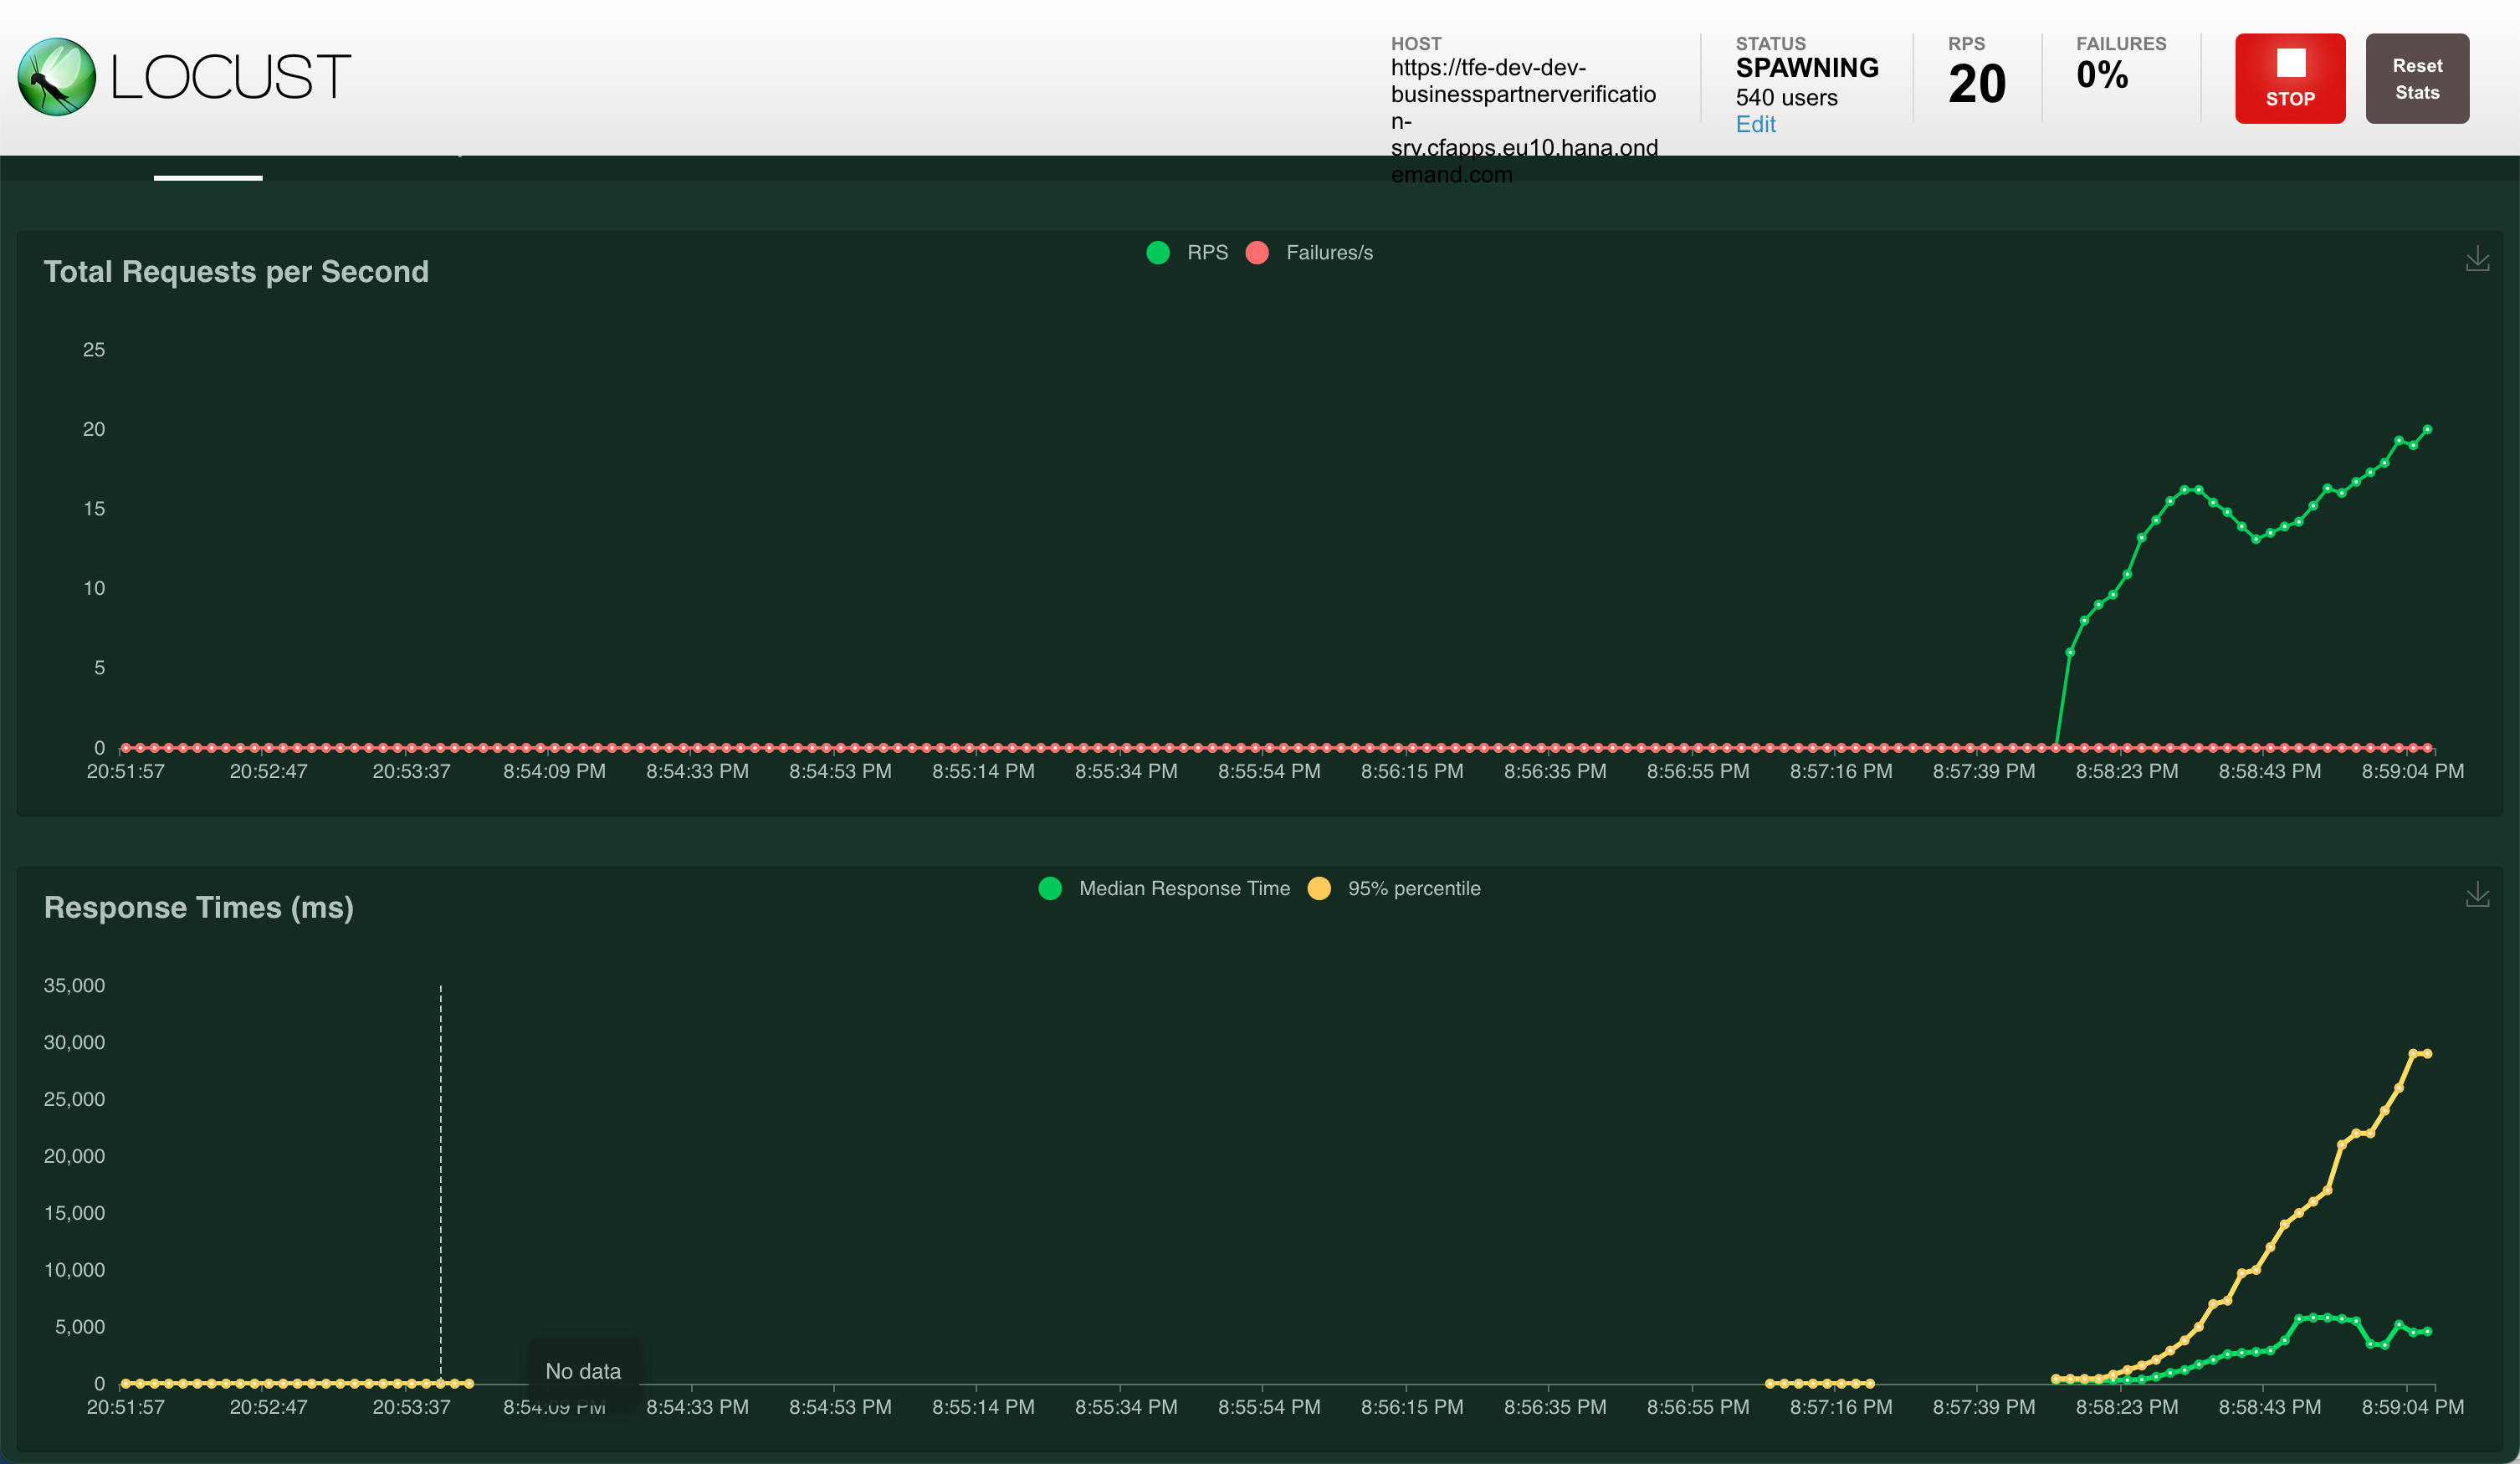 LOCUST
HOST
https://tfe-dev-dev-
businesspartnerverificatio
n-
srv.cfapps.eu10.hana.ond
emand.com
STATUS
SPAWNING
540 users
Edit
RPS
20
FAILURES
0%
STOP
Reset
Stats
Total Requests per Second
RPS Failures/s
25
20
15
10
5
0
20:51:57 20:52:47 20:53:37 8:54:09 PM 8:54:33 PM 8:54:53 PM 8:55:14 PM 8:55:34 PM 8:55:54 PM 8:56:15 PM 8:56:35 PM 8:56:55 PM 8:57:16 PM 8:57:39 PM 8:58:23 PM 8:58:43 PM 8:59:04 PM
Response Times (ms)
Median Response Time 95% percentile
35,000
30,000
25,000
20,000
15,000
10,000
5,000
0
No data
20:51:57 20:52:47 20:53:37 8:54:09 PM 8:54:33 PM 8:54:53 PM 8:55:14 PM 8:55:34 PM 8:55:54 PM 8:56:15 PM 8:56:35 PM 8:56:55 PM 8:57:16 PM 8:57:39 PM 8:58:23 PM 8:58:43 PM 8:59:04 PM